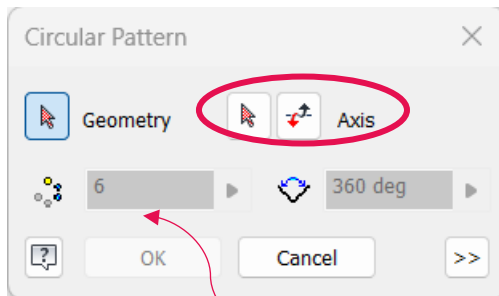 Circular Pattern
Geometry Axis
6 360 deg
? OK Cancel >>